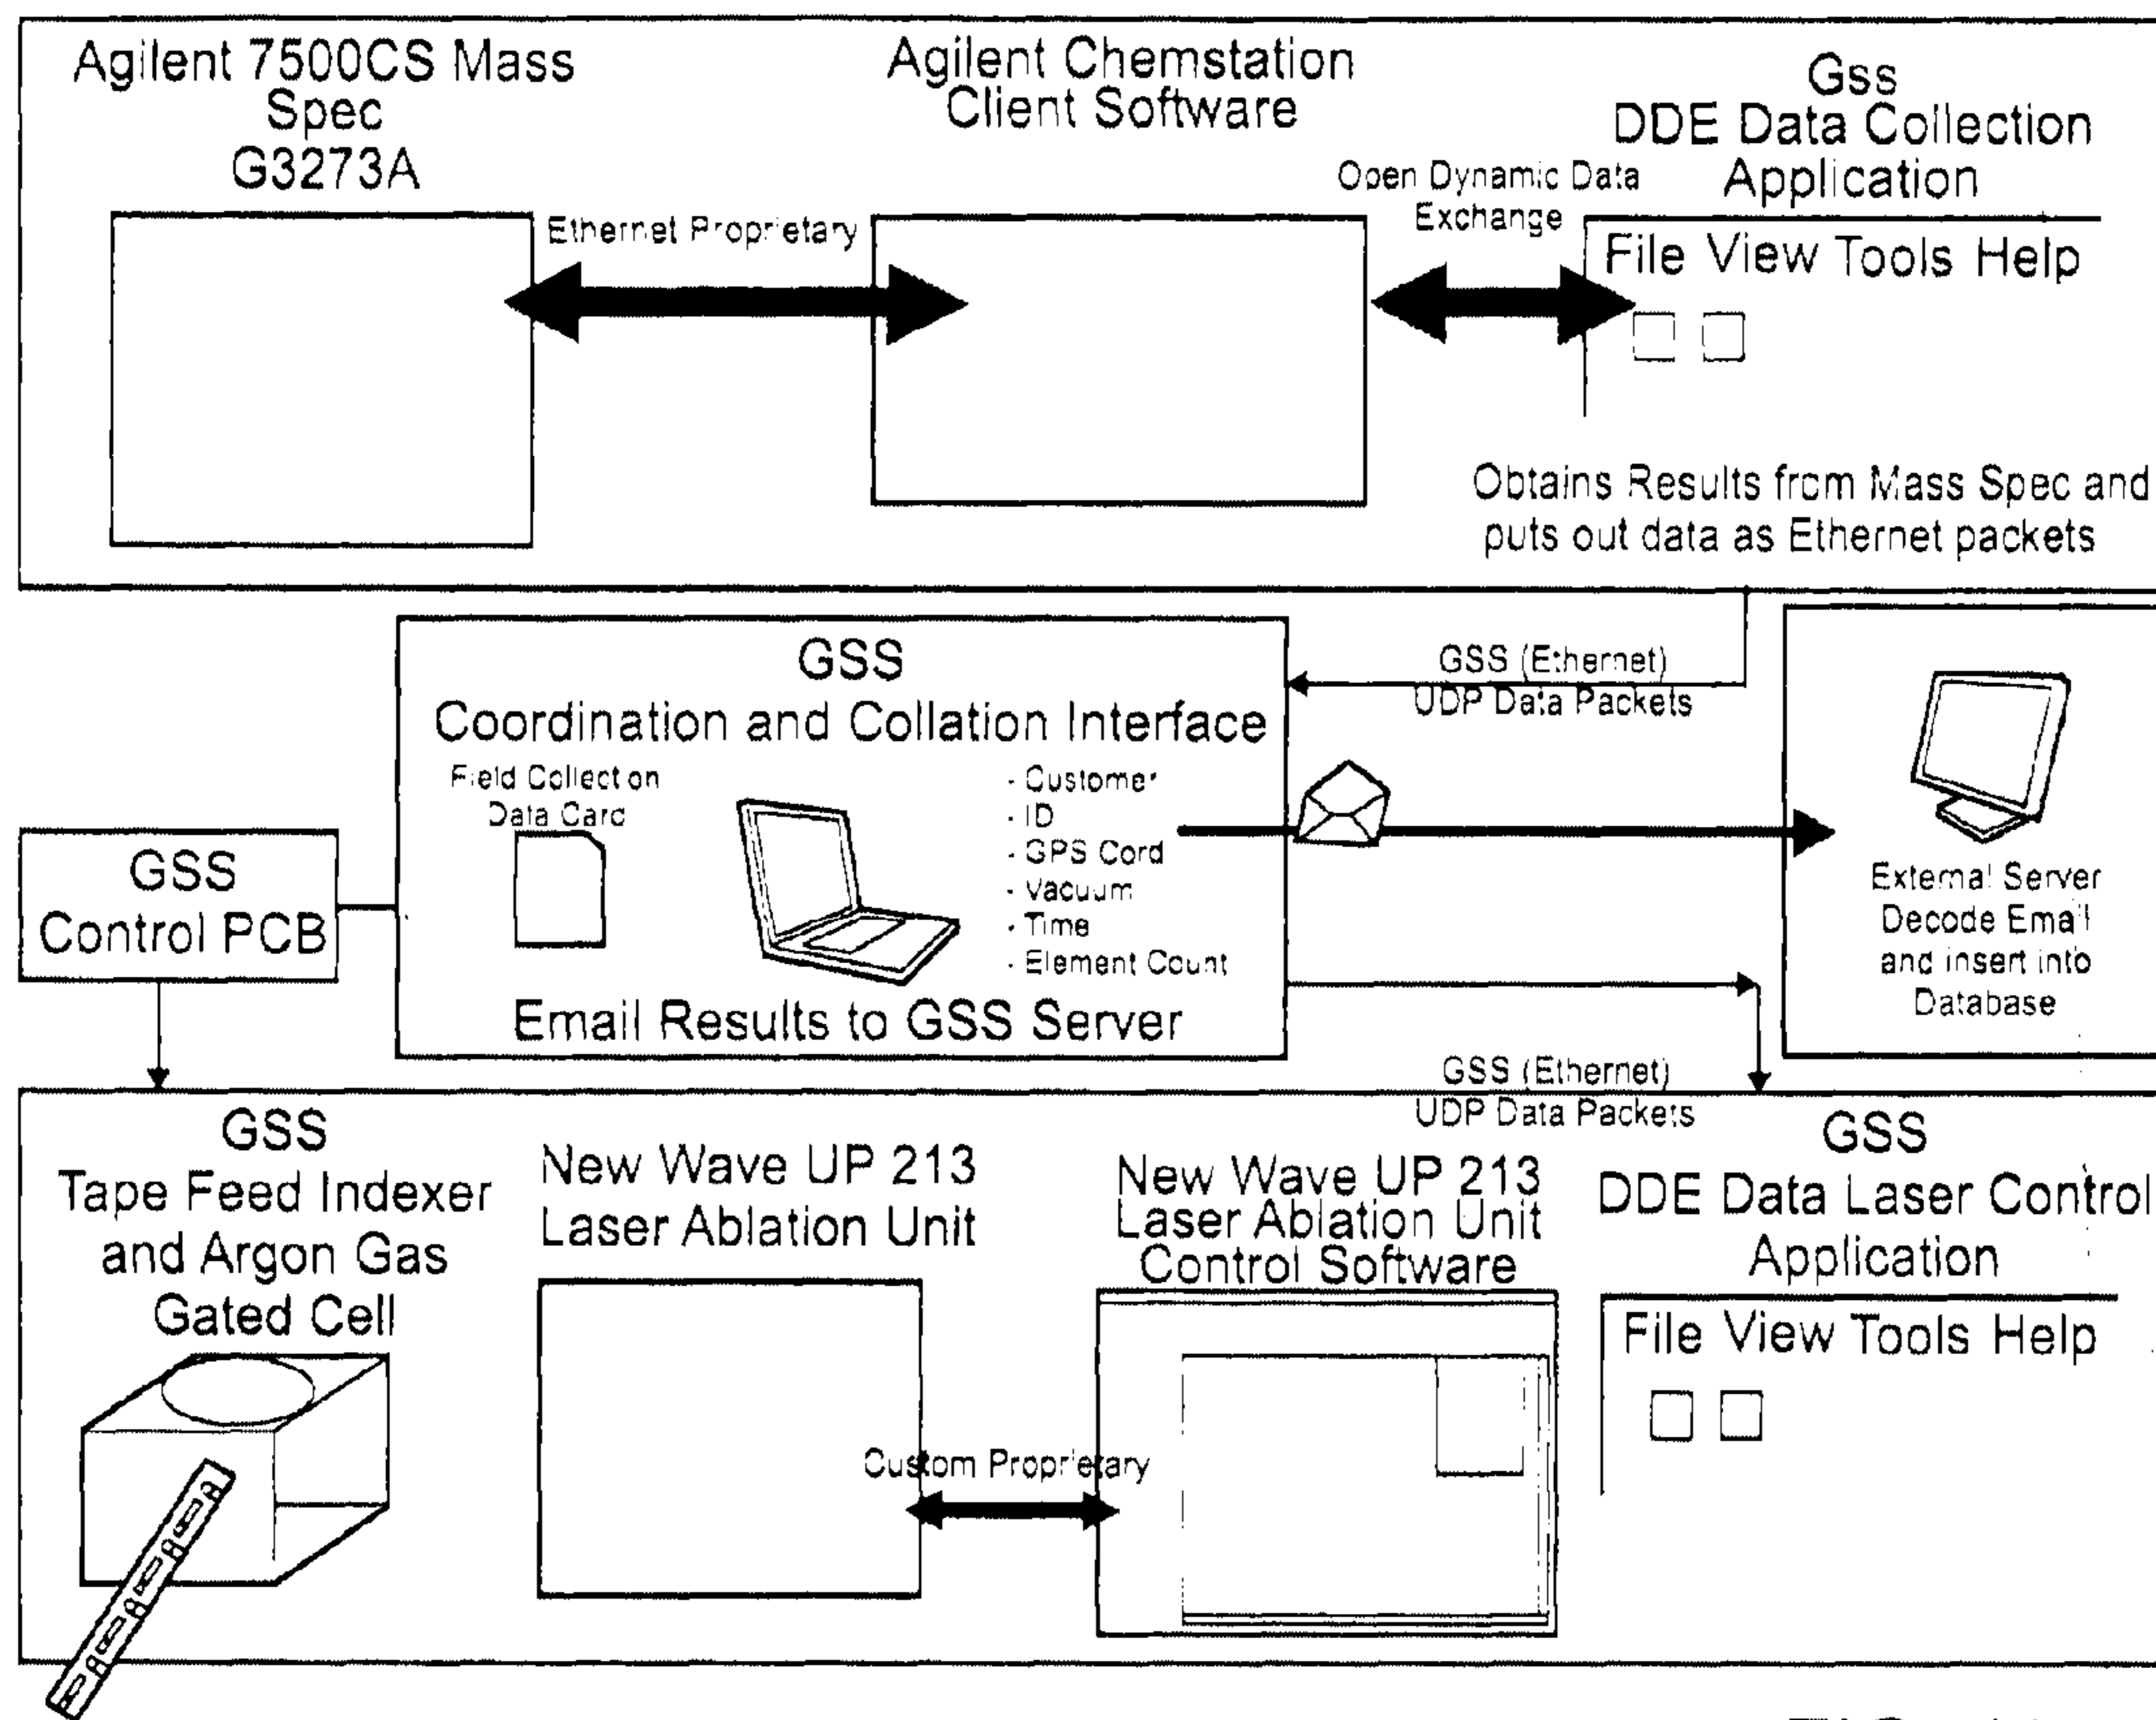 Agilent 7500CS Mass
Spec
G3273A
Agilent Chemstation
Client Software
Gss
DDE Data Collection
Application
Ethernet Proprietary
Open Dynamic Data
Exchange
File View Tools Help
Obtains Results from Mass Spec and
puts out data as Ethernet packets
GSS
Coordination and Collation Interface
Field Collection
Data Card
- Customer
- ID
- GPS Cord
- Vacuum
- Time
- Element Count
Email Results to GSS Server
GSS (Ethernet)
UDP Data Packets
External Server
Decode Email
and insert into
Database
GSS
Control PCB
GSS (Ethernet)
UDP Data Packets
GSS
Tape Feed Indexer
and Argon Gas
Gated Cell
New Wave UP 213
Laser Ablation Unit
New Wave UP 213
Laser Ablation Unit
Control Software
GSS
DDE Data Laser Control
Application
File View Tools Help
Custom Proprietary